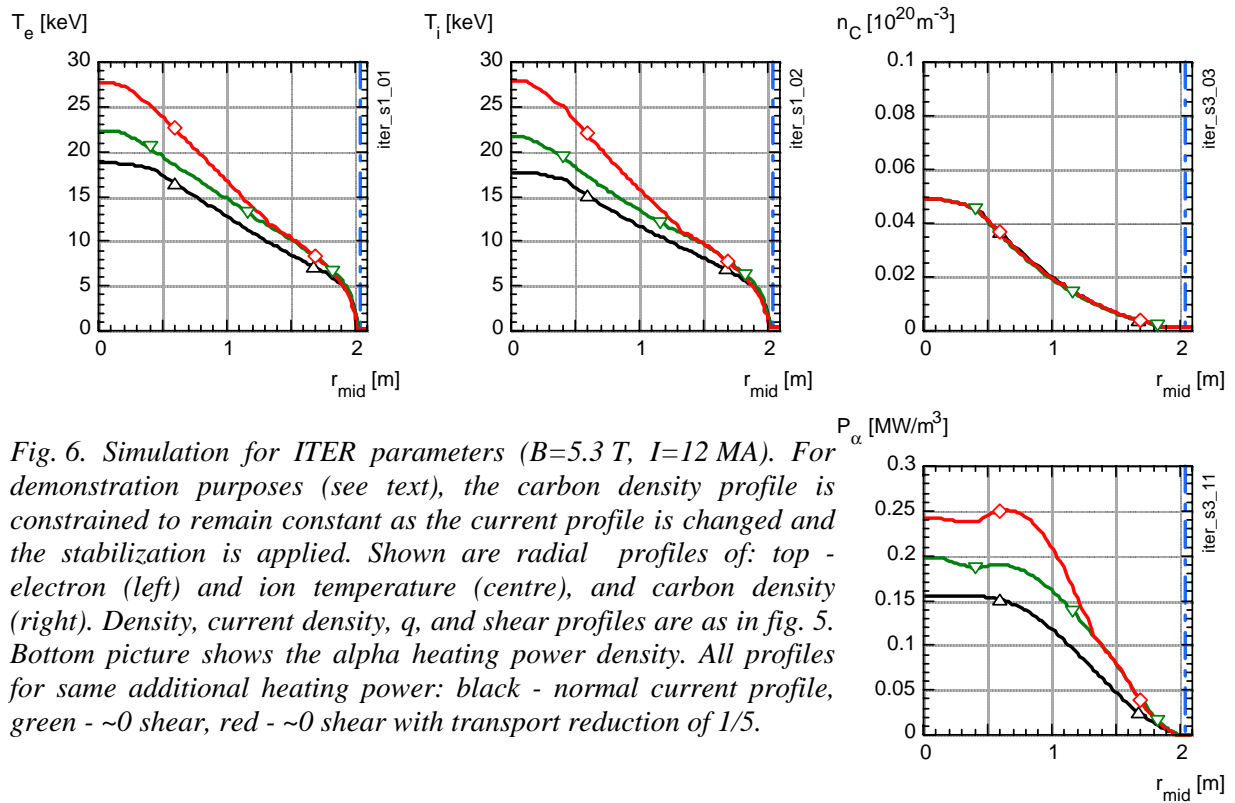 T_e [keV]
30
25
20
15
10
5
0
0
1
2
r_mid [m]
iter_s1_01
T_i [keV]
30
25
20
15
10
5
0
0
1
2
r_mid [m]
iter_s1_02
n_C [10^20 m^-3]
0.1
0.08
0.06
0.04
0.02
0
0
1
2
r_mid [m]
iter_s3_03
Fig. 6. Simulation for ITER parameters (B=5.3 T, I=12 MA). For
demonstration purposes (see text), the carbon density profile is
constrained to remain constant as the current profile is changed and
the stabilization is applied. Shown are radial profiles of: top -
electron (left) and ion temperature (centre), and carbon density
(right). Density, current density, q, and shear profiles are as in fig. 5.
Bottom picture shows the alpha heating power density. All profiles
for same additional heating power: black - normal current profile,
green - ~0 shear, red - ~0 shear with transport reduction of 1/5.
P_α [MW/m^3]
0.3
0.25
0.2
0.15
0.1
0.05
0
0
1
2
r_mid [m]
iter_s3_11